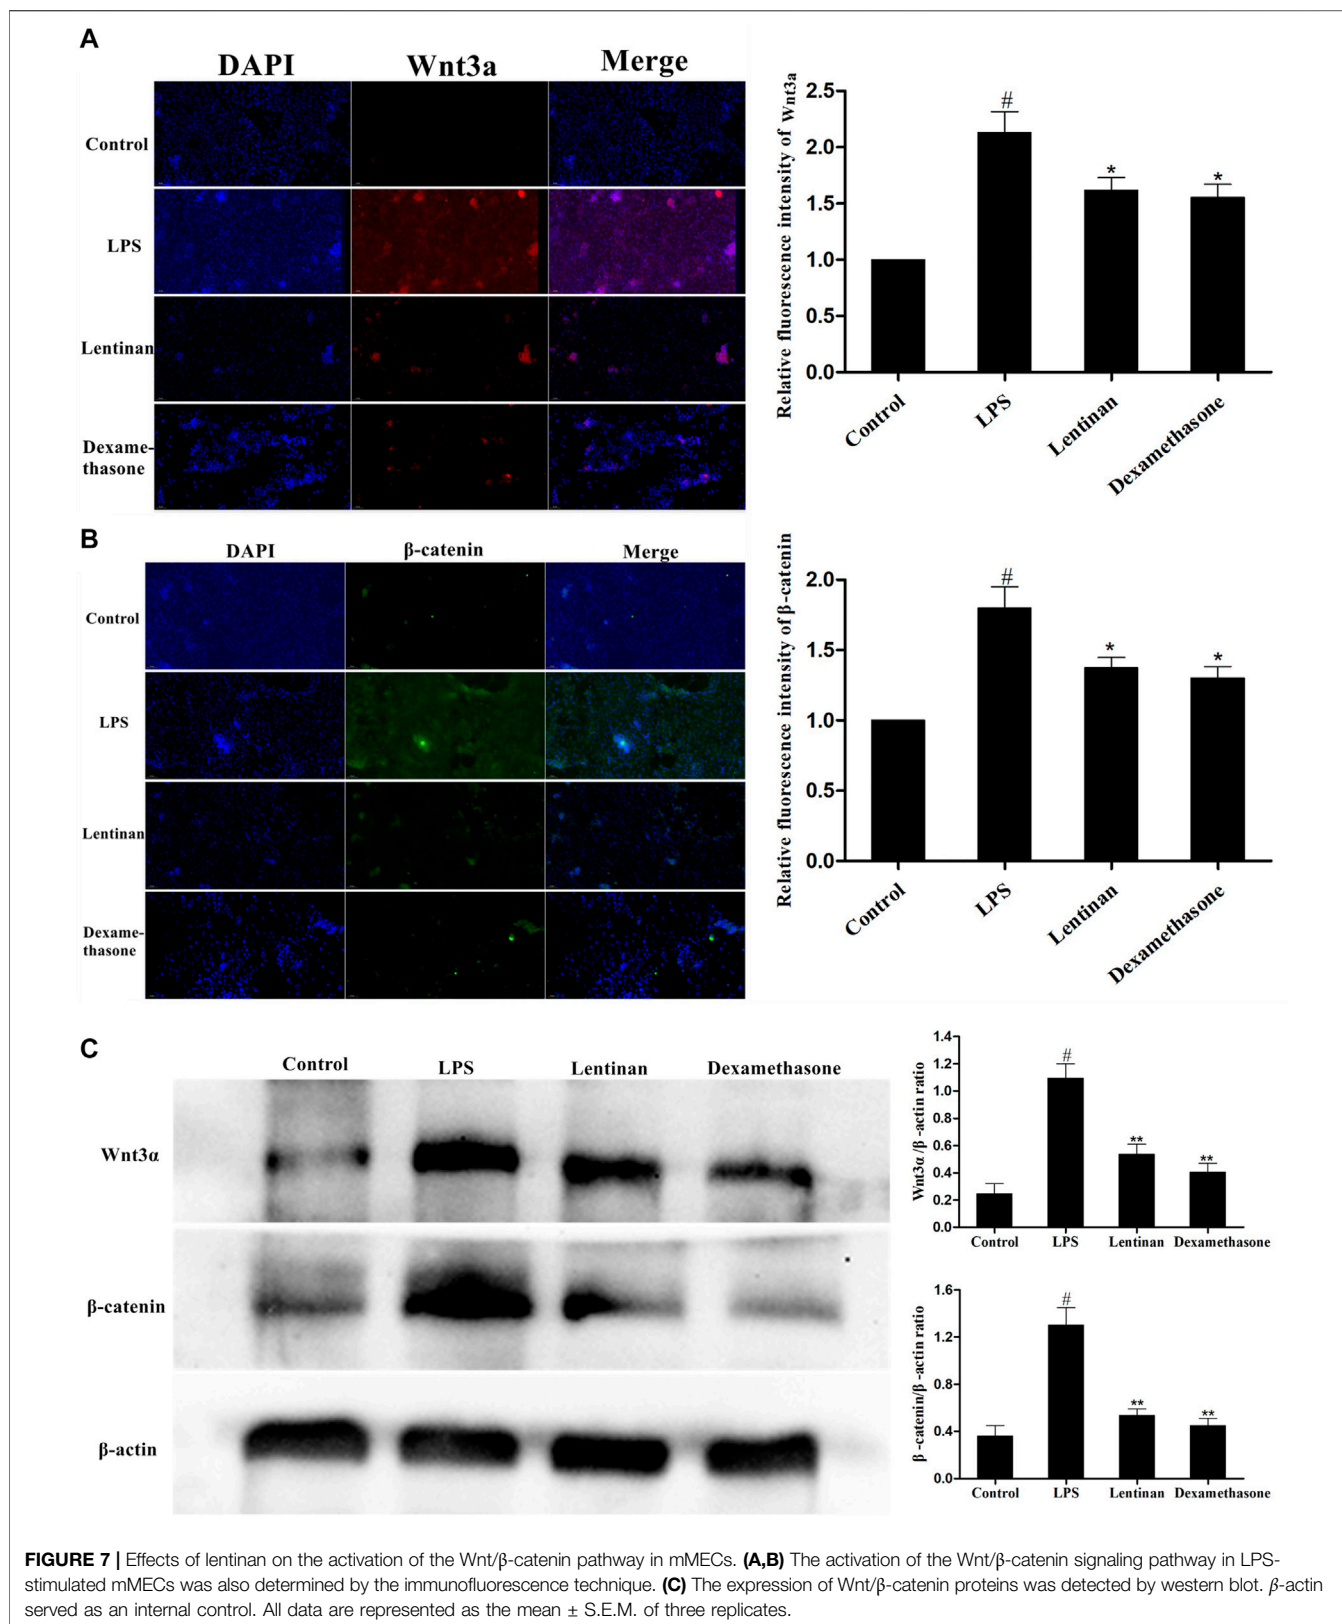 A
DAPI
Wnt3a
Merge
Control
LPS
Lentinan
Dexame-
thasone
Relative fluorescence intensity of Wnt3a
2.5
2.0
1.5
1.0
0.5
0.0
#
*
*
Control
LPS
Lentinan
Dexamethasone
B
DAPI
β-catenin
Merge
Control
LPS
Lentinan
Dexame-
thasone
Relative fluorescence intensity of β-catenin
2.0
1.5
1.0
0.5
0.0
#
*
*
Control
LPS
Lentinan
Dexamethasone
C
Control
LPS
Lentinan
Dexamethasone
Wnt3α
β-catenin
β-actin
Wnt3α/β-actin ratio
1.4
1.2
1.0
0.8
0.6
0.4
0.2
0.0
#
**
**
Control
LPS
Lentinan
Dexamethasone
β-catenin/β-actin ratio
1.6
1.2
0.8
0.4
0.0
#
**
**
Control
LPS
Lentinan
Dexamethasone
FIGURE 7 | Effects of lentinan on the activation of the Wnt/β-catenin pathway in mMECs. (A,B) The activation of the Wnt/β-catenin signaling pathway in LPS-
stimulated mMECs was also determined by the immunofluorescence technique. (C) The expression of Wnt/β-catenin proteins was detected by western blot. β-actin
served as an internal control. All data are represented as the mean ± S.E.M. of three replicates.